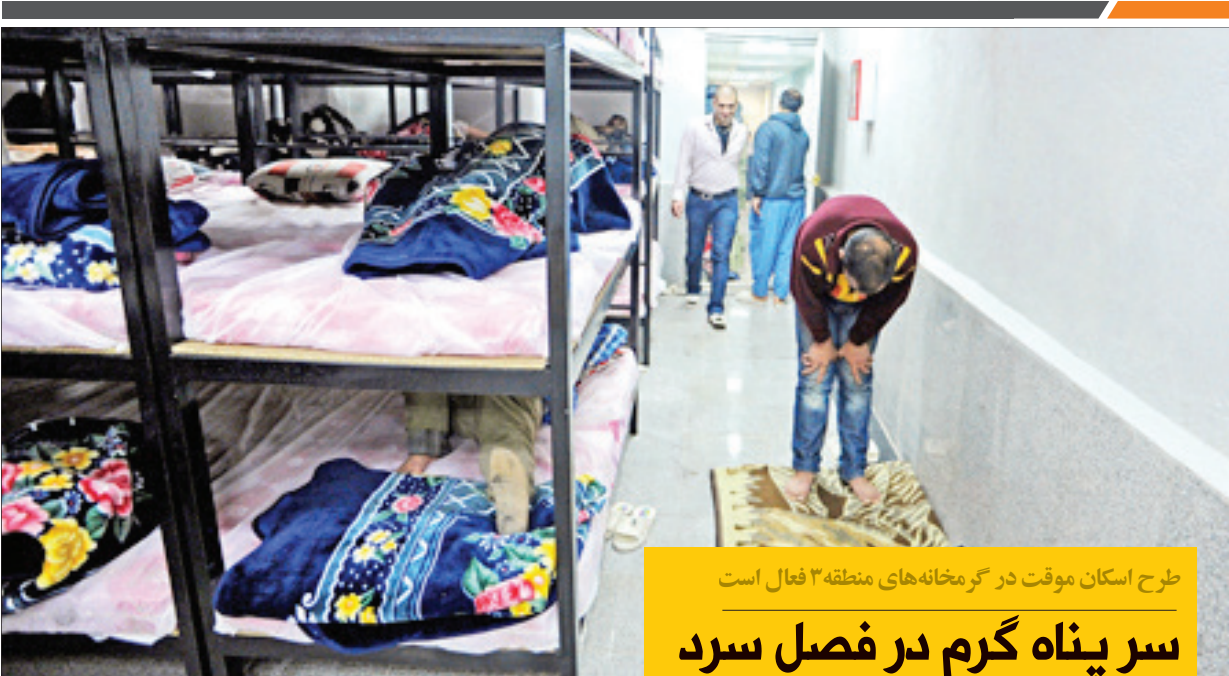 طرح اسکان موقت در گرمخانه‌های منطقه۳ فعال است
سر پناه گرم در فصل سرد